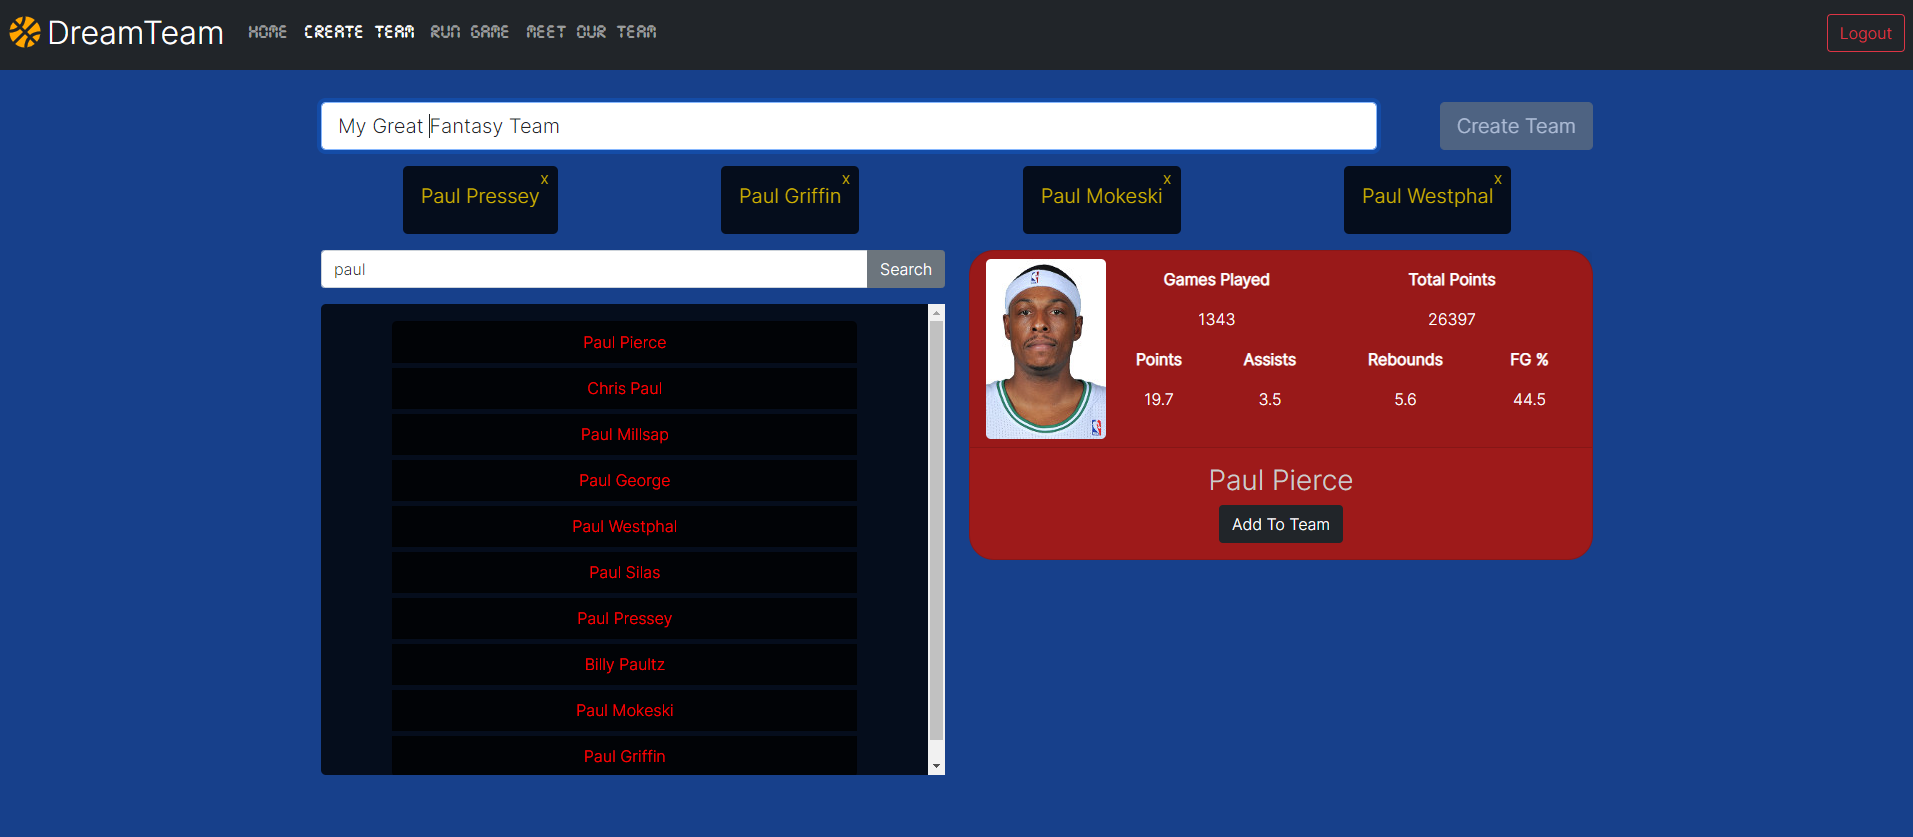 DreamTeam HOME CREATE TEAM RUN GAME MEET OUR TEAM Logout
My Great Fantasy Team Create Team
Paul Pressey x Paul Griffin x Paul Mokeski x Paul Westphal x
paul Search
Paul Pierce
Chris Paul
Paul Millsap
Paul George
Paul Westphal
Paul Silas
Paul Pressey
Billy Paultz
Paul Mokeski
Paul Griffin
Games Played Total Points
1343 26397
Points Assists Rebounds FG %
19.7 3.5 5.6 44.5
Paul Pierce
Add To Team